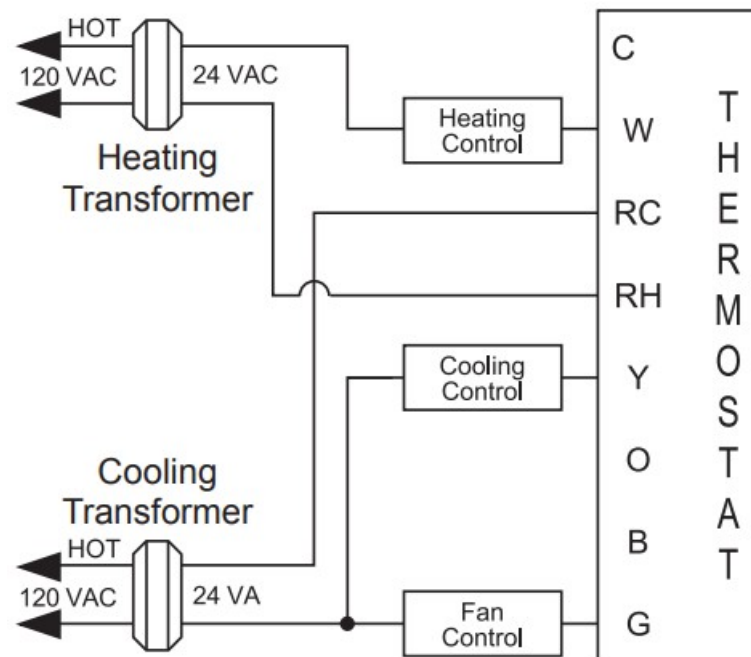 HOT
120 VAC
24 VAC
Heating
Transformer
Heating
Control
C
W
RC
RH
Y
O
B
G
THERMOSTAT
Cooling
Control
Cooling
Transformer
HOT
120 VAC
24 VA
Fan
Control